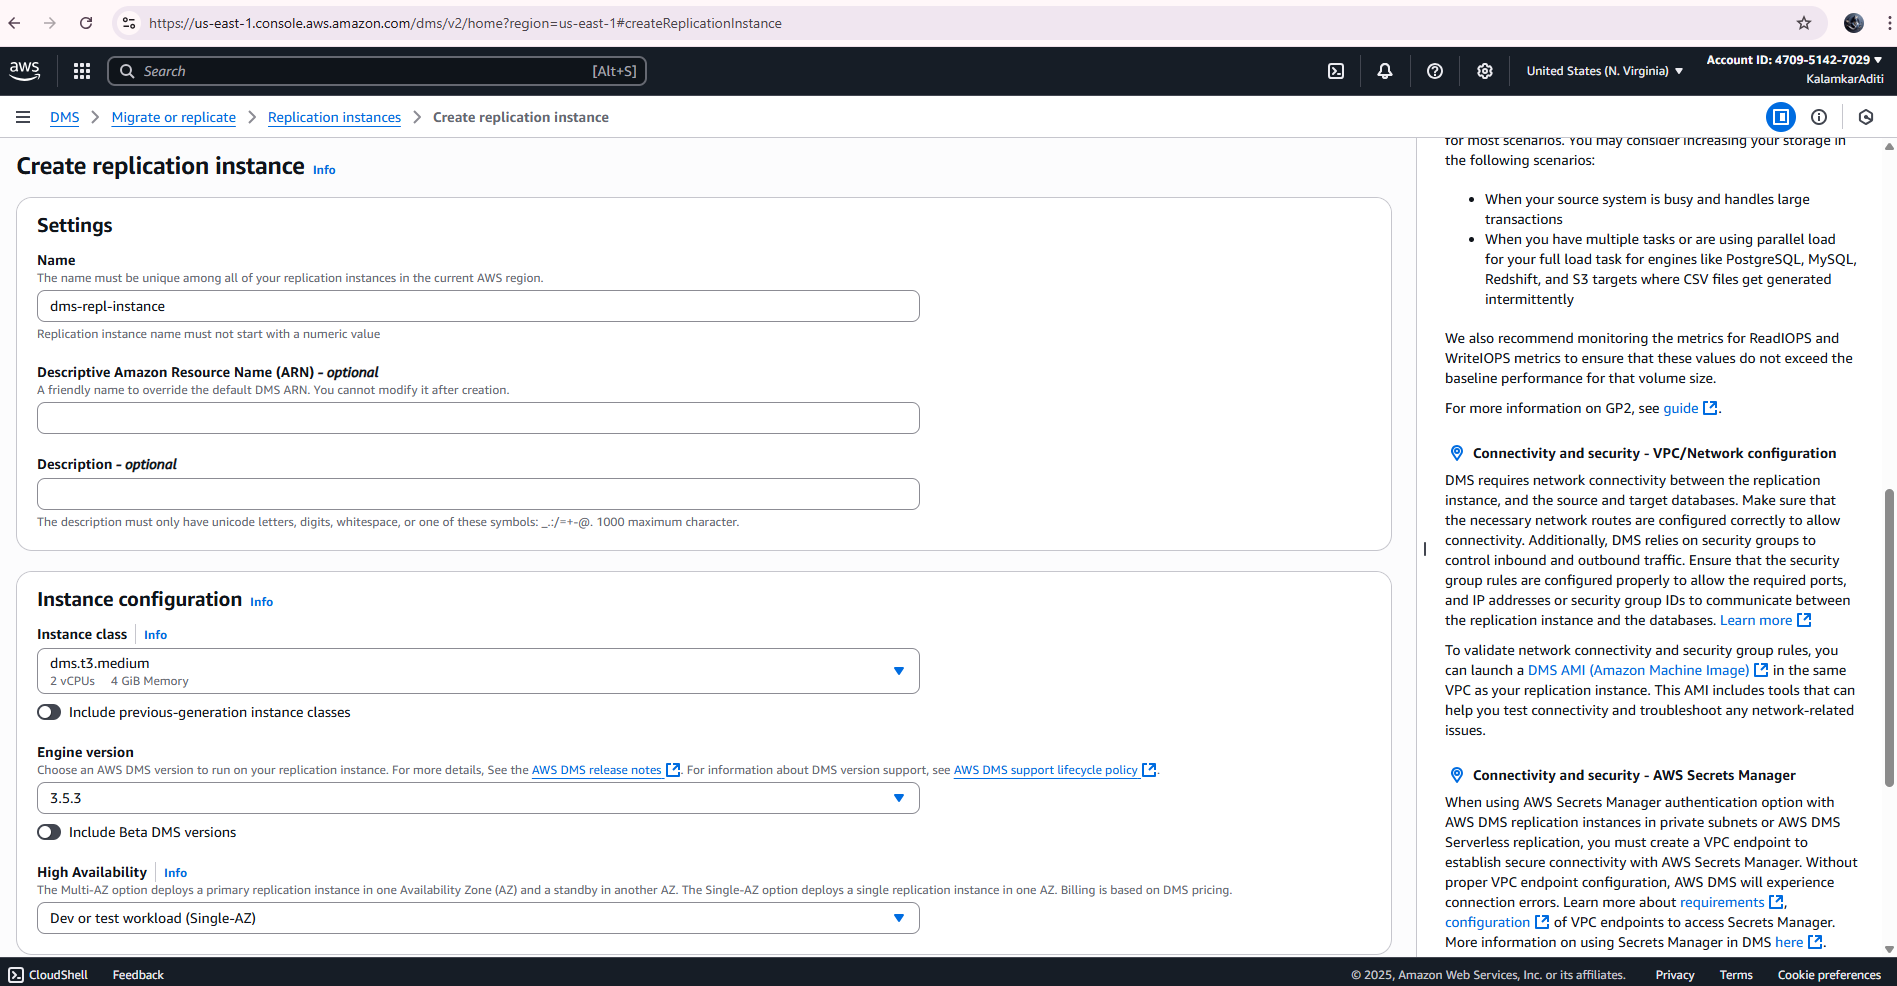 https://us-east-1.console.aws.amazon.com/dms/v2/home?region=us-east-1#createReplicationInstance
aws
Search
[Alt+S]
United States (N. Virginia)
Account ID: 4709-5142-7029
KalamkarAditi
DMS > Migrate or replicate > Replication instances > Create replication instance
Create replication instance Info
Settings
Name
The name must be unique among all of your replication instances in the current AWS region.
dms-repl-instance
Replication instance name must not start with a numeric value
Descriptive Amazon Resource Name (ARN) - optional
A friendly name to override the default DMS ARN. You cannot modify it after creation.
Description - optional
The description must only have unicode letters, digits, whitespace, or one of these symbols: _.:/=+-@. 1000 maximum character.
Instance configuration Info
Instance class Info
dms.t3.medium
2 vCPUs 4 GiB Memory
Include previous-generation instance classes
Engine version
Choose an AWS DMS version to run on your replication instance. For more details, See the AWS DMS release notes . For information about DMS version support, see AWS DMS support lifecycle policy .
3.5.3
Include Beta DMS versions
High Availability Info
The Multi-AZ option deploys a primary replication instance in one Availability Zone (AZ) and a standby in another AZ. The Single-AZ option deploys a single replication instance in one AZ. Billing is based on DMS pricing.
Dev or test workload (Single-AZ)
for most scenarios. You may consider increasing your storage in
the following scenarios:
• When your source system is busy and handles large
transactions
• When you have multiple tasks or are using parallel load
for your full load task for engines like PostgreSQL, MySQL,
Redshift, and S3 targets where CSV files get generated
intermittently
We also recommend monitoring the metrics for ReadIOPS and
WriteIOPS metrics to ensure that these values do not exceed the
baseline performance for that volume size.
For more information on GP2, see guide .
Connectivity and security - VPC/Network configuration
DMS requires network connectivity between the replication
instance, and the source and target databases. Make sure that
the necessary network routes are configured correctly to allow
connectivity. Additionally, DMS relies on security groups to
control inbound and outbound traffic. Ensure that the security
group rules are configured properly to allow the required ports,
and IP addresses or security group IDs to communicate between
the replication instance and the databases. Learn more
To validate network connectivity and security group rules, you
can launch a DMS AMI (Amazon Machine Image) in the same
VPC as your replication instance. This AMI includes tools that can
help you test connectivity and troubleshoot any network-related
issues.
Connectivity and security - AWS Secrets Manager
When using AWS Secrets Manager authentication option with
AWS DMS replication instances in private subnets or AWS DMS
Serverless replication, you must create a VPC endpoint to
establish secure connectivity with AWS Secrets Manager. Without
proper VPC endpoint configuration, AWS DMS will experience
connection errors. Learn more about requirements ,
configuration of VPC endpoints to access Secrets Manager.
More information on using Secrets Manager in DMS here .
CloudShell
Feedback
© 2025, Amazon Web Services, Inc. or its affiliates.
Privacy
Terms
Cookie preferences